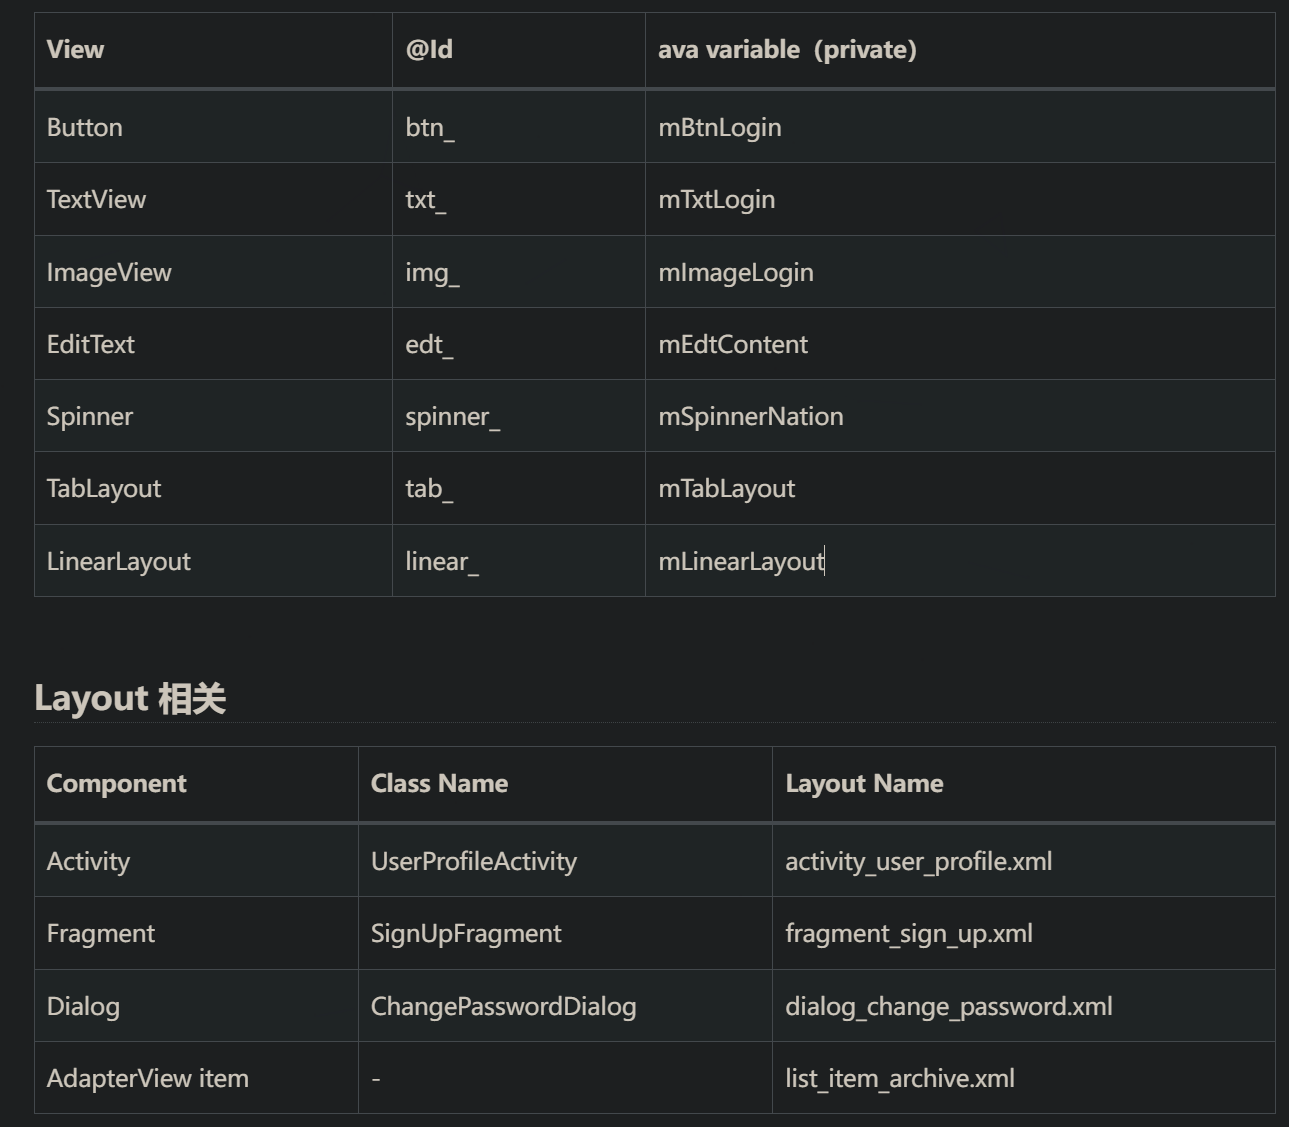 View @Id ava variable (private)
Button btn_ mBtnLogin
TextView txt_ mTxtLogin
ImageView img_ mImageLogin
EditText edt_ mEdtContent
Spinner spinner_ mSpinnerNation
TabLayout tab_ mTabLayout
LinearLayout linear_ mLinearLayout
Layout 相关
Component Class Name Layout Name
Activity UserProfileActivity activity_user_profile.xml
Fragment SignUpFragment fragment_sign_up.xml
Dialog ChangePasswordDialog dialog_change_password.xml
AdapterView item - list_item_archive.xml